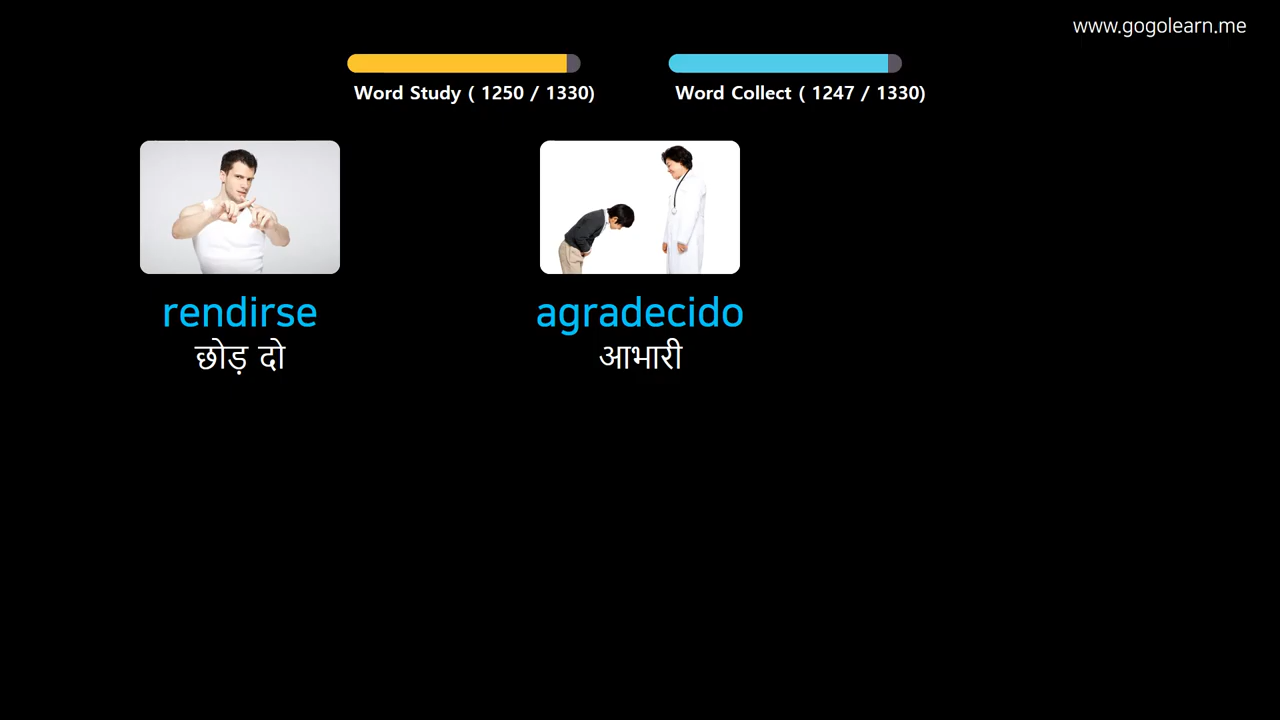 www.gogolearn.me
Word Study ( 1250 / 1330)
Word Collect ( 1247 / 1330)
rendirse
छोड़ दो
agradecido
आभारी